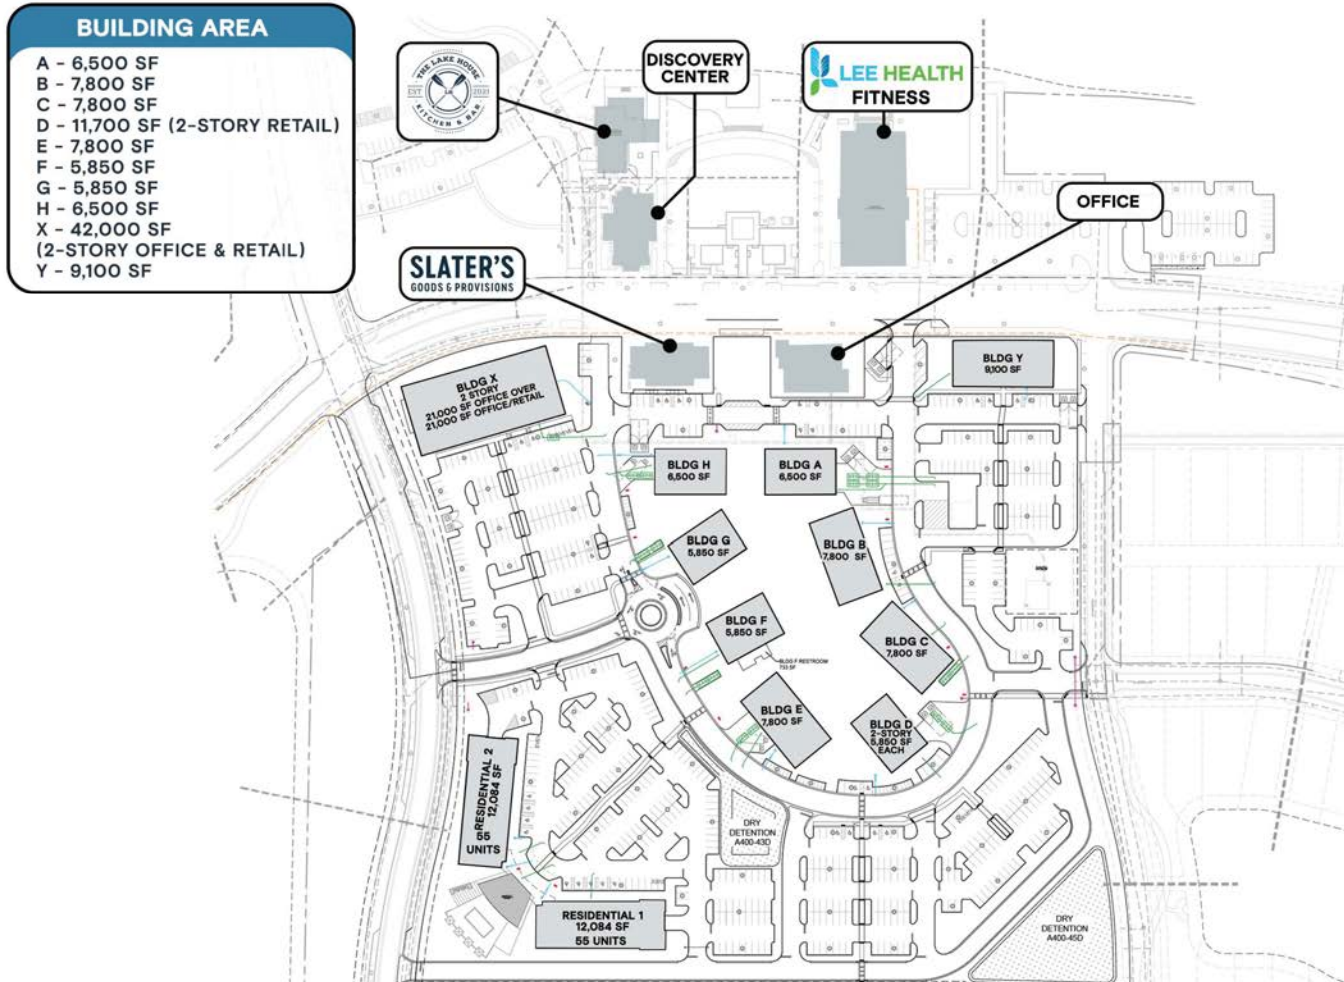 BUILDING AREA
A - 6,500 SF
B - 7,800 SF
C - 7,800 SF
D - 11,700 SF (2-STORY RETAIL)
E - 7,800 SF
F - 5,850 SF
G - 5,850 SF
H - 6,500 SF
X - 42,000 SF
(2-STORY OFFICE & RETAIL)
Y - 9,100 SF
THE LAKE HOUSE
EST 2021
KITCHEN & BAR
DISCOVERY
CENTER
LEE HEALTH
FITNESS
OFFICE
SLATER'S
GOODS & PROVISIONS
BLDG X
2 STORY
21,000 SF OFFICE OVER
21,000 SF OFFICE/RETAIL
BLDG Y
9,100 SF
BLDG H
6,500 SF
BLDG A
6,500 SF
BLDG G
5,850 SF
BLDG B
7,800 SF
BLDG F
5,850 SF
BLDG F RESTROOM
733 SF
BLDG C
7,800 SF
BLDG E
7,800 SF
BLDG D
2-STORY
5,850 SF
EACH
RESIDENTIAL 2
12,084 SF
55
UNITS
DRY
DETENTION
A400-43D
RESIDENTIAL 1
12,084 SF
55 UNITS
DRY
DETENTION
A400-45D